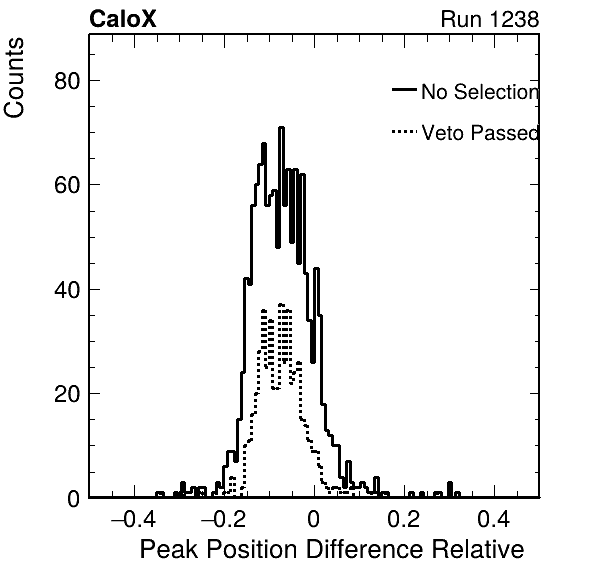 CaloX
Run 1238
Counts
80
60
40
20
0
No Selection
Veto Passed
−0.4
−0.2
0
0.2
0.4
Peak Position Difference Relative